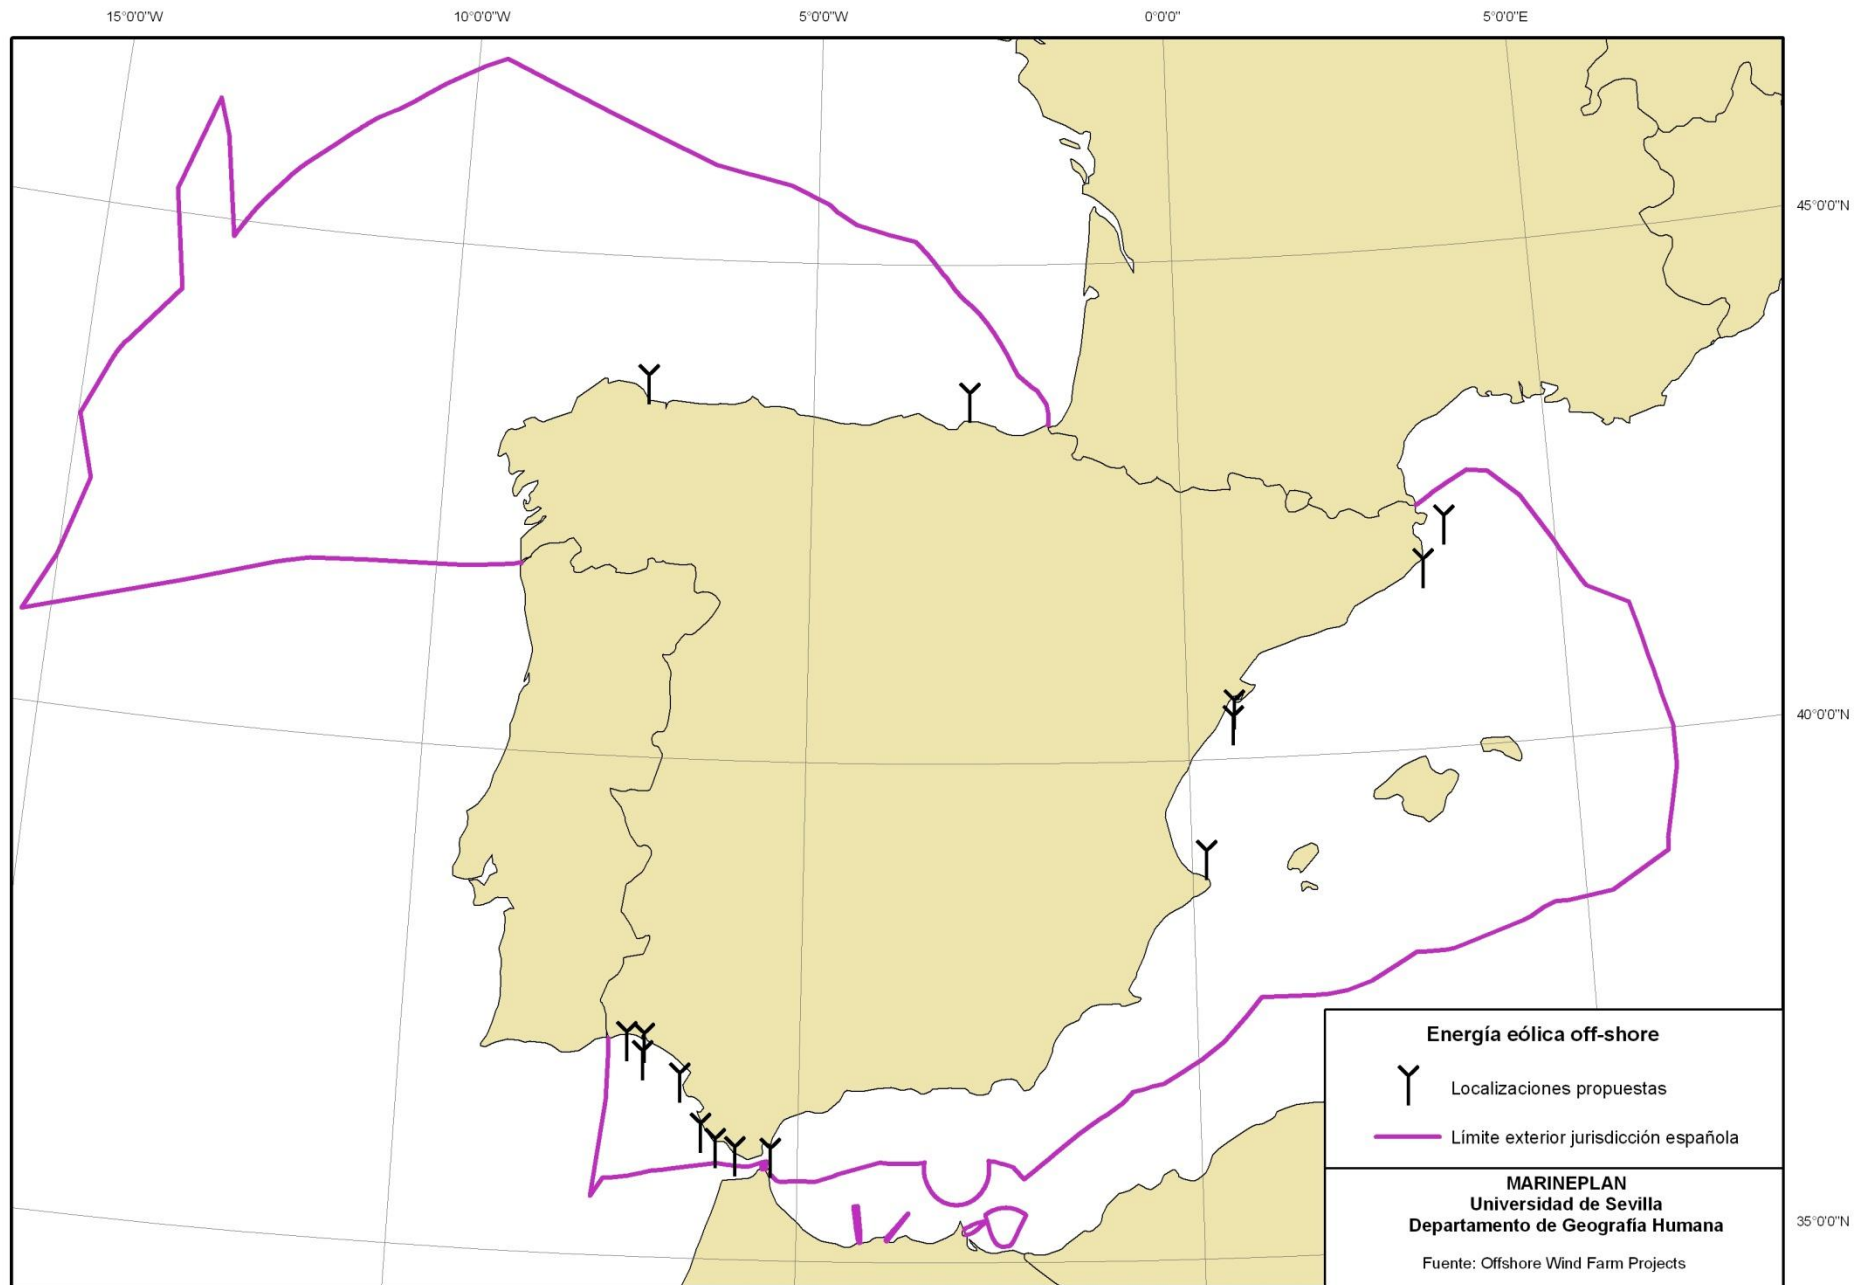 15°0'0"W
10°0'0"W
5°0'0"W
0°0'0"
5°0'0"E
45°0'0"N
40°0'0"N
35°0'0"N
Energía eólica off-shore
Localizaciones propuestas
Límite exterior jurisdicción española
MARINEPLAN
Universidad de Sevilla
Departamento de Geografía Humana
Fuente: Offshore Wind Farm Projects